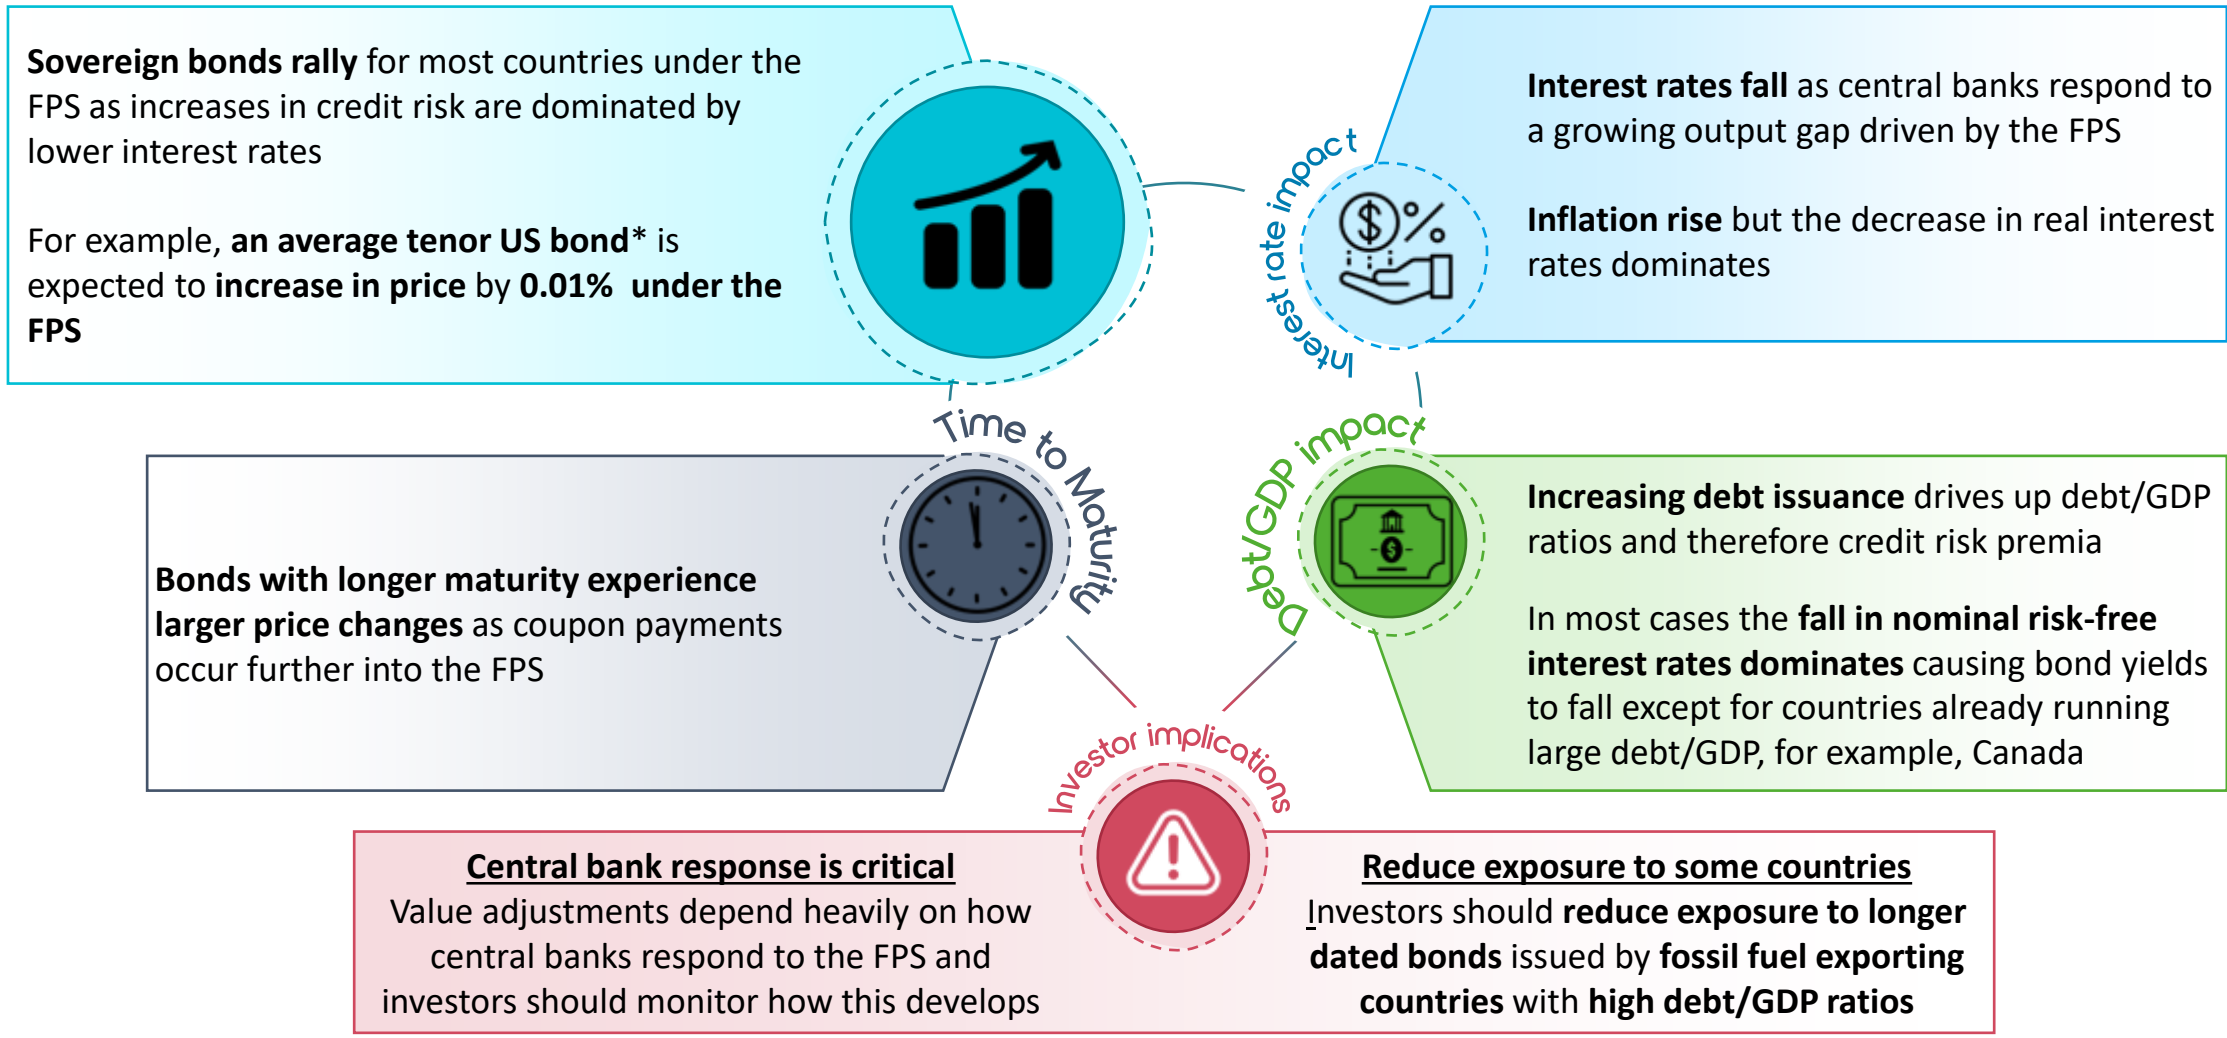 Sovereign bonds rally for most countries under the
FPS as increases in credit risk are dominated by
lower interest rates
For example, an average tenor US bond* is
expected to increase in price by 0.01% under the
FPS
Interest rate impact
Interest rates fall as central banks respond to
a growing output gap driven by the FPS
Inflation rise but the decrease in real interest
rates dominates
Time to Maturity
Bonds with longer maturity experience
larger price changes as coupon payments
occur further into the FPS
Debt/GDP impact
Increasing debt issuance drives up debt/GDP
ratios and therefore credit risk premia
In most cases the fall in nominal risk-free
interest rates dominates causing bond yields
to fall except for countries already running
large debt/GDP, for example, Canada
Investor implications
Central bank response is critical
Value adjustments depend heavily on how
central banks respond to the FPS and
investors should monitor how this develops
Reduce exposure to some countries
Investors should reduce exposure to longer
dated bonds issued by fossil fuel exporting
countries with high debt/GDP ratios